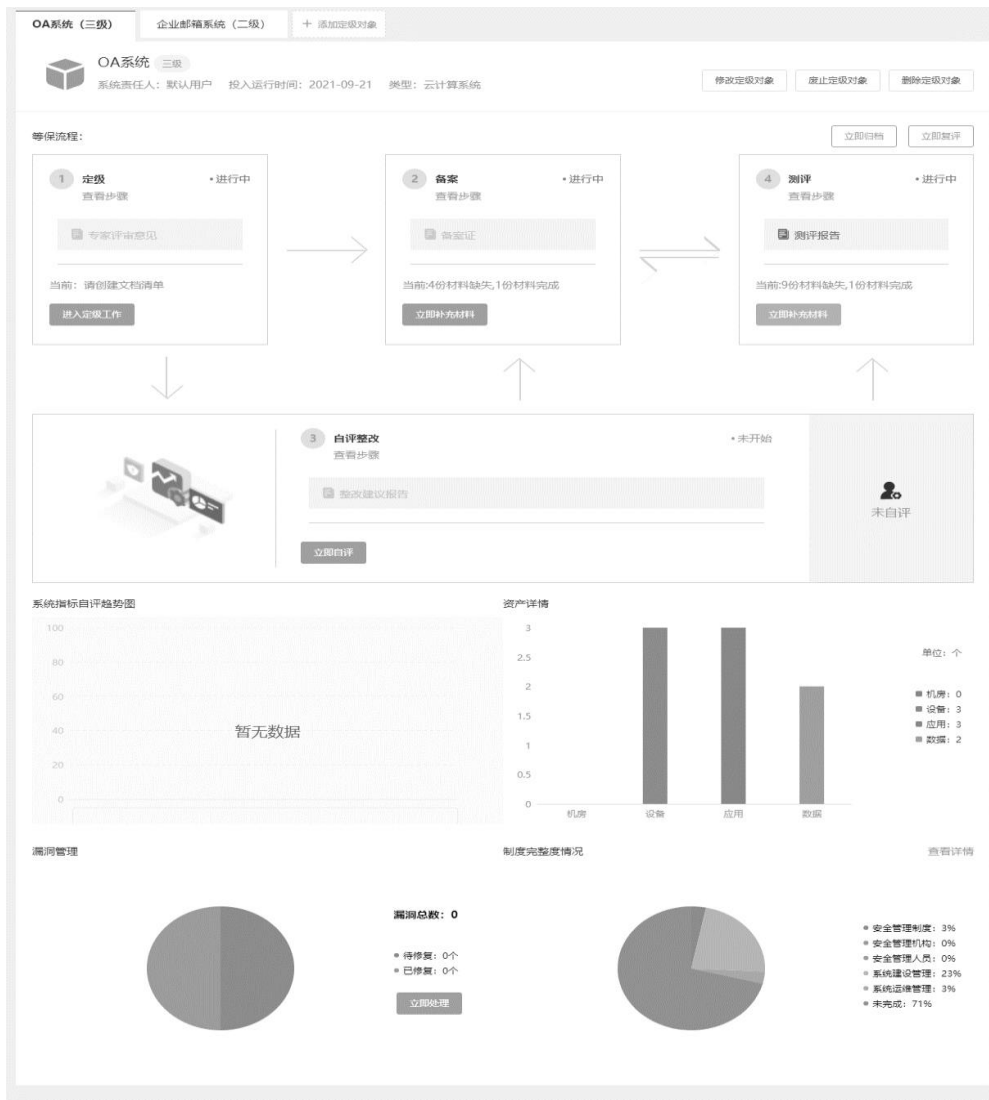 OA系统（三级）
企业邮箱系统（二级）
+ 添加定级对象
OA系统 三级
系统责任人：默认用户 投入运行时间：2021-09-21 类型：云计算系统
修改定级对象
废止定级对象
删除定级对象
等保流程：
立即归档
立即复评
1 定级 •进行中
查看步骤
专家评审意见
当前：请创建文档清单
进入定级工作
2 备案 •进行中
查看步骤
备案证
当前:4份材料缺失,1份材料完成
立即补充材料
4 测评 •进行中
查看步骤
测评报告
当前:9份材料缺失,1份材料完成
立即补充材料
3 自评整改 •未开始
查看步骤
整改建议报告
立即自评
未自评
系统指标自评趋势图
100
80
60
40
20
0
暂无数据
资产详情
3
2.5
2
1.5
1
0.5
0
机房 设备 应用 数据
单位：个
机房：0
设备：3
应用：3
数据：2
漏洞管理
漏洞总数：0
待修复：0个
已修复：0个
立即处理
制度完整度情况
查看详情
安全管理制度：3%
安全管理机构：0%
安全管理人员：0%
系统建设管理：23%
系统运维管理：3%
未完成：71%